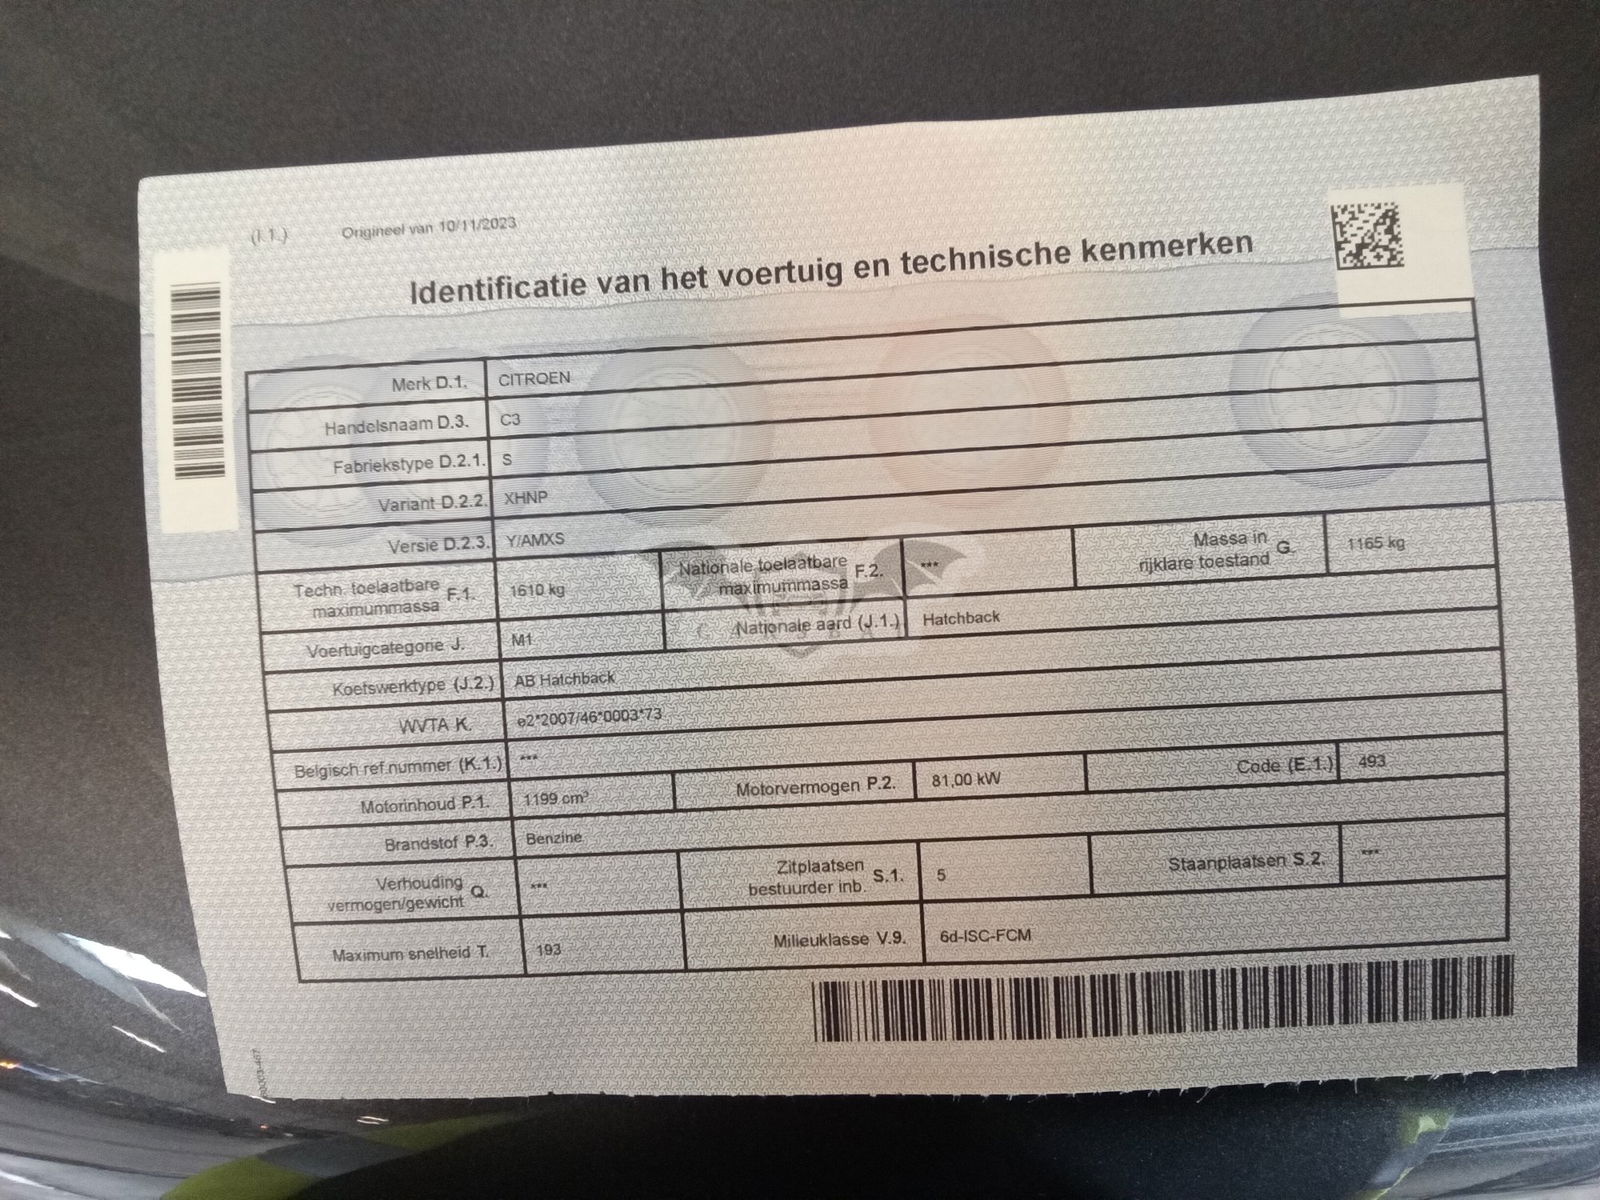 (I.1.) Origineel van 10/11/2023
Identificatie van het voertuig en technische kenmerken
Merk D.1. CITROEN
Handelsnaam D.3. C3
Fabriekstype D.2.1. S
Variant D.2.2. XHNP
Versie D.2.3. Y/AMXS
Techn. toelaatbare maximummassa F.1. 1610 kg Nationale toelaatbare maximummassa F.2. *** Massa in rijklare toestand G. 1165 kg
Voertuigcategorie J. M1 Nationale aard (J.1.) Hatchback
Koetswerktype (J.2.) AB Hatchback
WVTA K. e2*2007/46*0003*73
Belgisch ref.nummer (K.1.) ***
Motorinhoud P.1. 1199 cm³ Motorvermogen P.2. 81,00 kW Code (E.1.) 493
Brandstof P.3. Benzine
Verhouding vermogen/gewicht Q. *** Zitplaatsen bestuurder inb. S.1. 5 Staanplaatsen S.2. ***
Maximum snelheid T. 193 Milieuklasse V.9. 6d-ISC-FCM